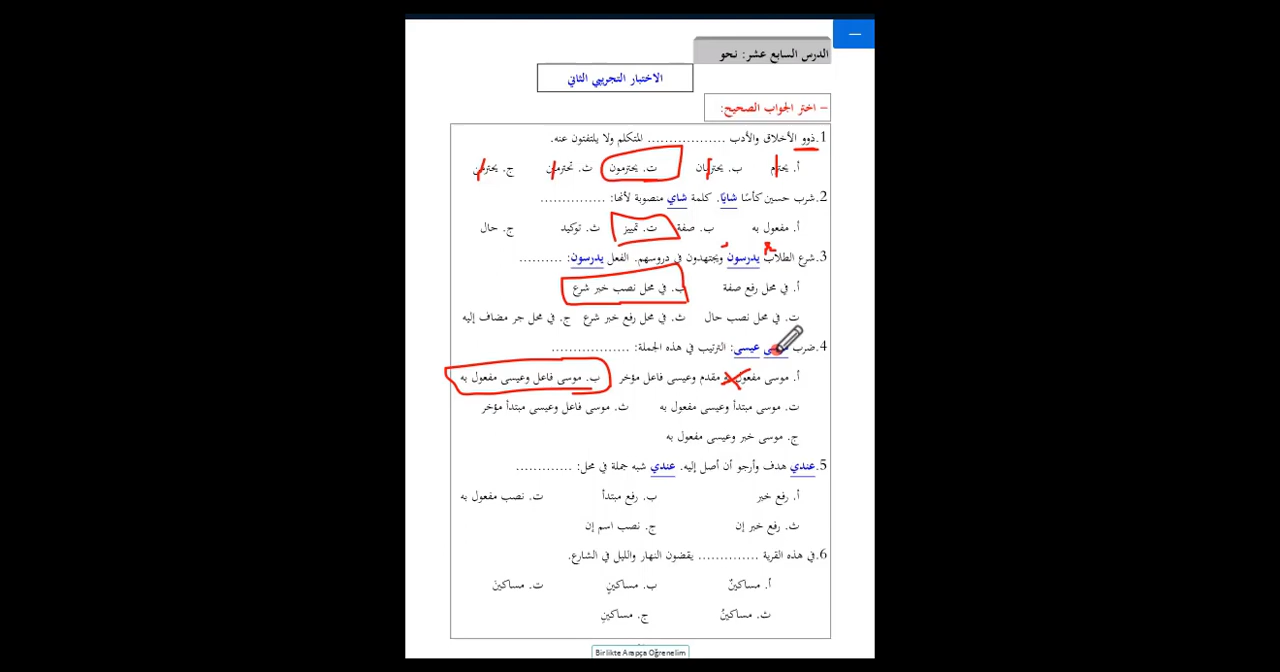 الدرس السابع عشر: نحو
الاختبار التجريبي الثاني
– اختر الجواب الصحيح:
1.ذوو الأخلاق والأدب .................. المتكلم ولا يلتفتون عنه.
أ. يحترم ب. يحترمان ت. يحترمون ث. تحترمان ج. يحترمن
2.شرب حسين كأسًا شايًا. كلمة شاي منصوبة لأنها: ...............
أ. مفعول به ب. صفة ت. تمييز ث. توكيد ج. حال
3.شرع الطلاب يدرسون ويجتهدون في دروسهم. الفعل يدرسون: ..........
أ. في محل رفع صفة ب. في محل نصب خبر شرع
ت. في محل نصب حال ث. في محل رفع خبر شرع ج. في محل جر مضاف إليه
4.ضرب موسى عيسى: الترتيب في هذه الجملة: ..................
أ. موسى مفعول به مقدم وعيسى فاعل مؤخر ب. موسى فاعل وعيسى مفعول به
ت. موسى مبتدأ وعيسى مفعول به ث. موسى فاعل وعيسى مبتدأ مؤخر
ج. موسى خبر وعيسى مفعول به
5.عندي هدف وأرجو أن أصل إليه. عندي شبه جملة في محل: .............
أ. رفع خبر ب. رفع مبتدأ ت. نصب مفعول به
ث. رفع خبر إن ج. نصب اسم إن
6.في هذه القرية .............. يقضون النهار والليل في الشارع.
أ. مساكينٌ ب. مساكينٍ ت. مساكينَ
ث. مساكينُ ج. مساكينِ
Birlikte Arapça Öğrenelim